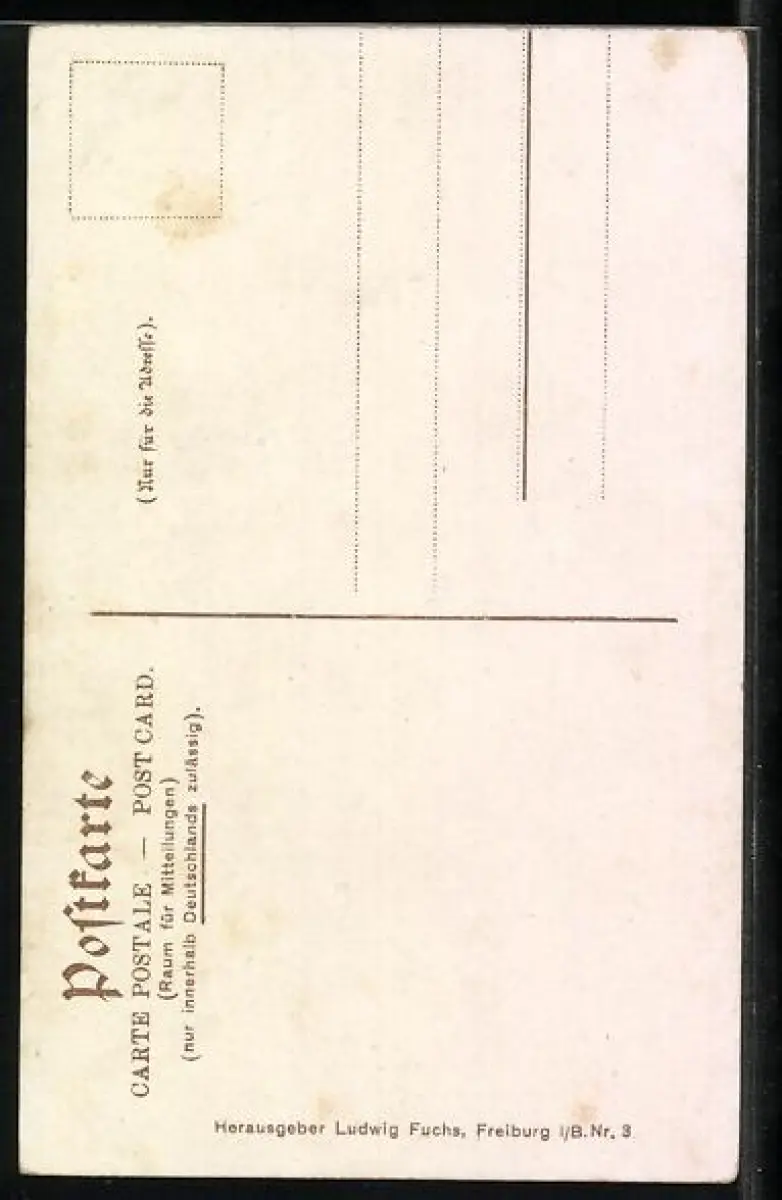 Postkarte
CARTE POSTALE — POST CARD.
(Raum für Mitteilungen)
(nur innerhalb Deutschlands zulässig).
(Nur für die Adresse).
Herausgeber Ludwig Fuchs, Freiburg i/B. Nr. 3